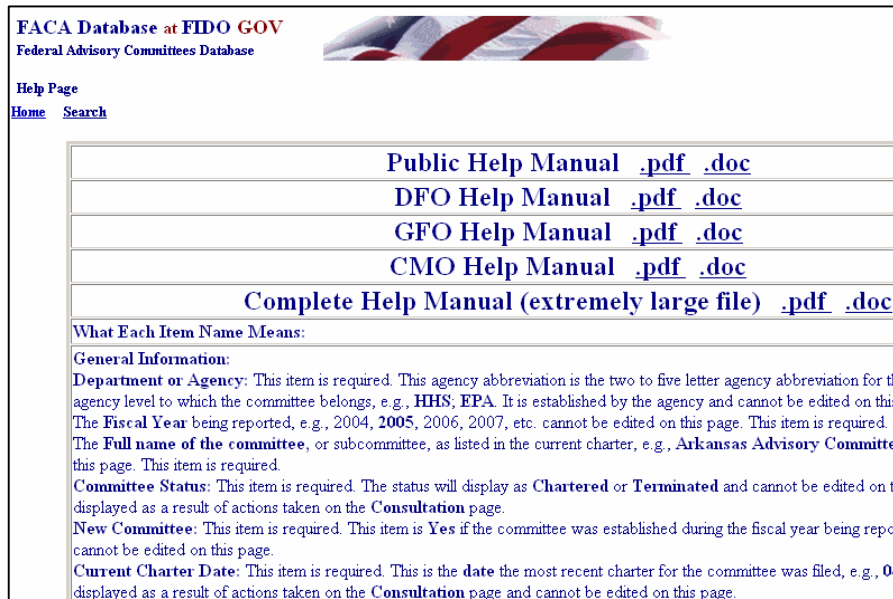 FACA Database at FIDO GOV
Federal Advisory Committees Database
Help Page
Home Search
Public Help Manual .pdf .doc
DFO Help Manual .pdf .doc
GFO Help Manual .pdf .doc
CMO Help Manual .pdf .doc
Complete Help Manual (extremely large file) .pdf .doc
What Each Item Name Means:
General Information:
Department or Agency: This item is required. This agency abbreviation is the two to five letter agency abbreviation for
agency level to which the committee belongs, e.g., HHS; EPA. It is established by the agency and cannot be edited on
The Fiscal Year being reported, e.g., 2004, 2005, 2006, 2007, etc. cannot be edited on this page. This item is required.
The Full name of the committee, or subcommittee, as listed in the current charter, e.g., Arkansas Advisory
this page. This item is required.
Committee Status: This item is required. The status will display as Chartered or Terminated and cannot be edited on
displayed as a result of actions taken on the Consultation page.
New Committee: This item is required. This item is Yes if the committee was established during the fiscal year being
cannot be edited on this page.
Current Charter Date: This item is required. This is the date the most recent charter for the committee was filed, e.g.,
displayed as a result of actions taken on the Consultation page and cannot be edited on this page.